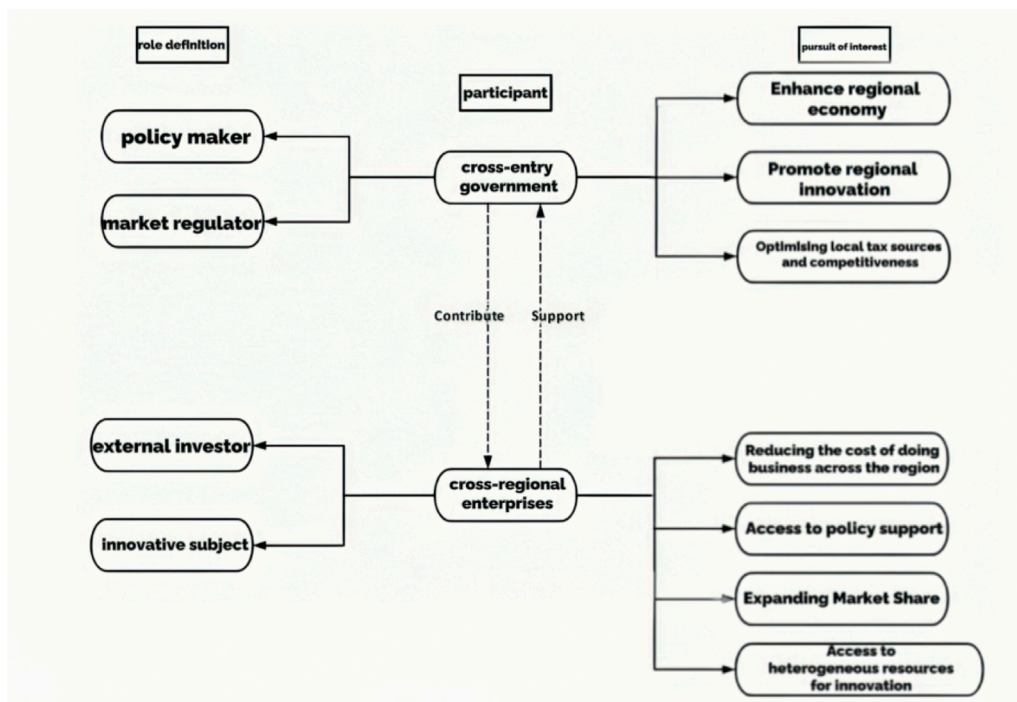 role definition
participant
pursuit of interest
policy maker
market regulator
cross-entry
government
Enhance regional
economy
Promote regional
innovation
Optimising local tax sources
and competitiveness
Contribute
Support
external investor
innovative subject
cross-regional
enterprises
Reducing the cost of doing
business across the region
Access to policy support
Expanding Market Share
Access to
heterogeneous resources
for innovation